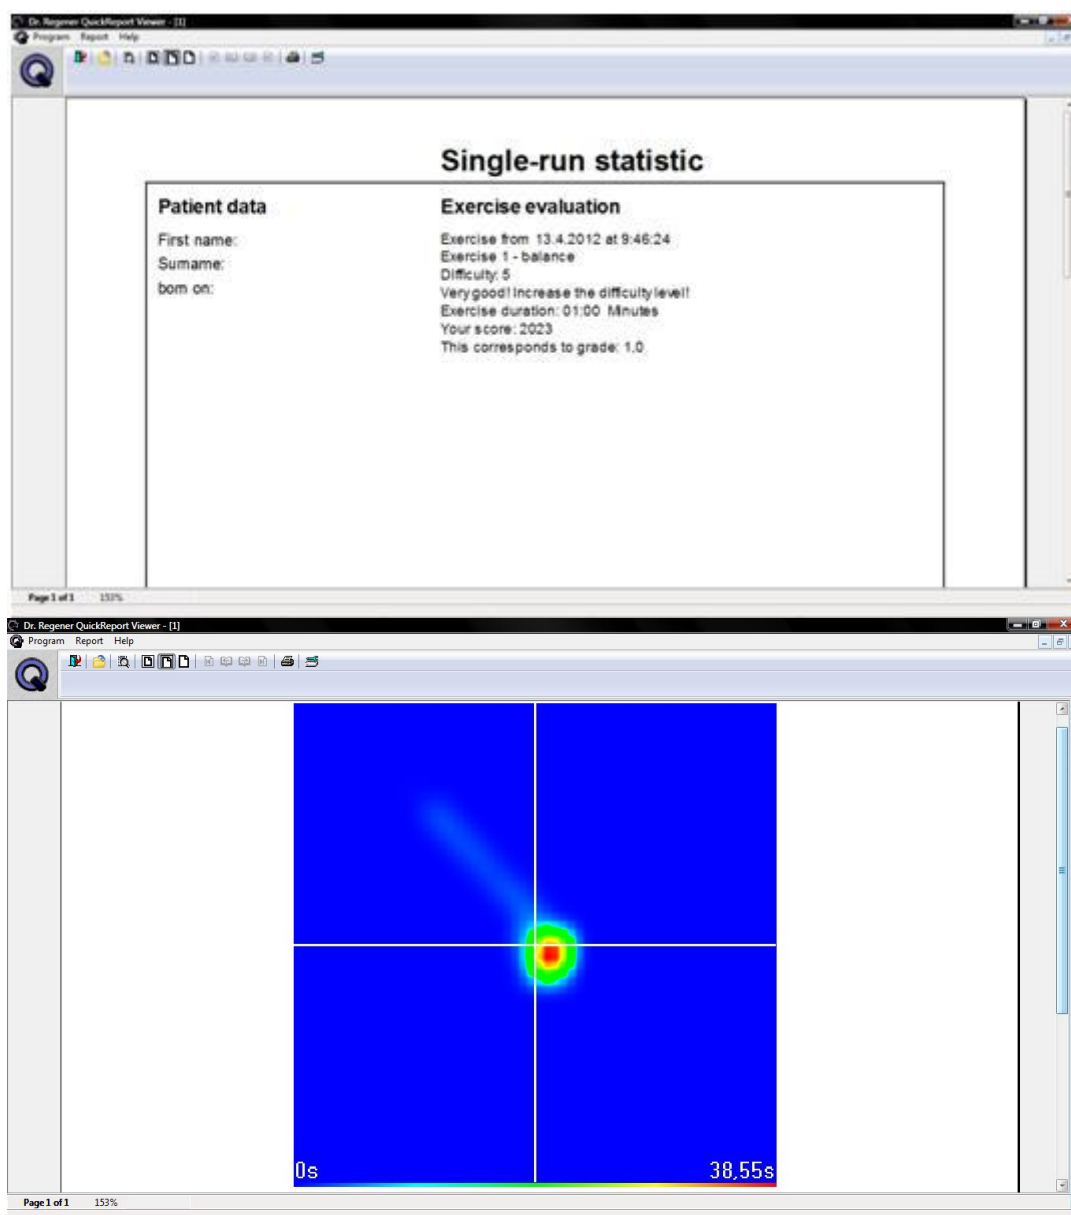 Dr. Regener QuickReport Viewer - [1]
Program Report Help
Single-run statistic
Patient data
First name:
Surname:
born on:
Exercise evaluation
Exercise from 13.4.2012 at 9:46:24
Exercise 1 - balance
Difficulty: 5
Very good! Increase the difficulty level!
Exercise duration: 01:00 Minutes
Your score: 2023
This corresponds to grade: 1,0
Page 1 of 1 153%
Dr. Regener QuickReport Viewer - [1]
Program Report Help
0s 38,55s
Page 1 of 1 153%